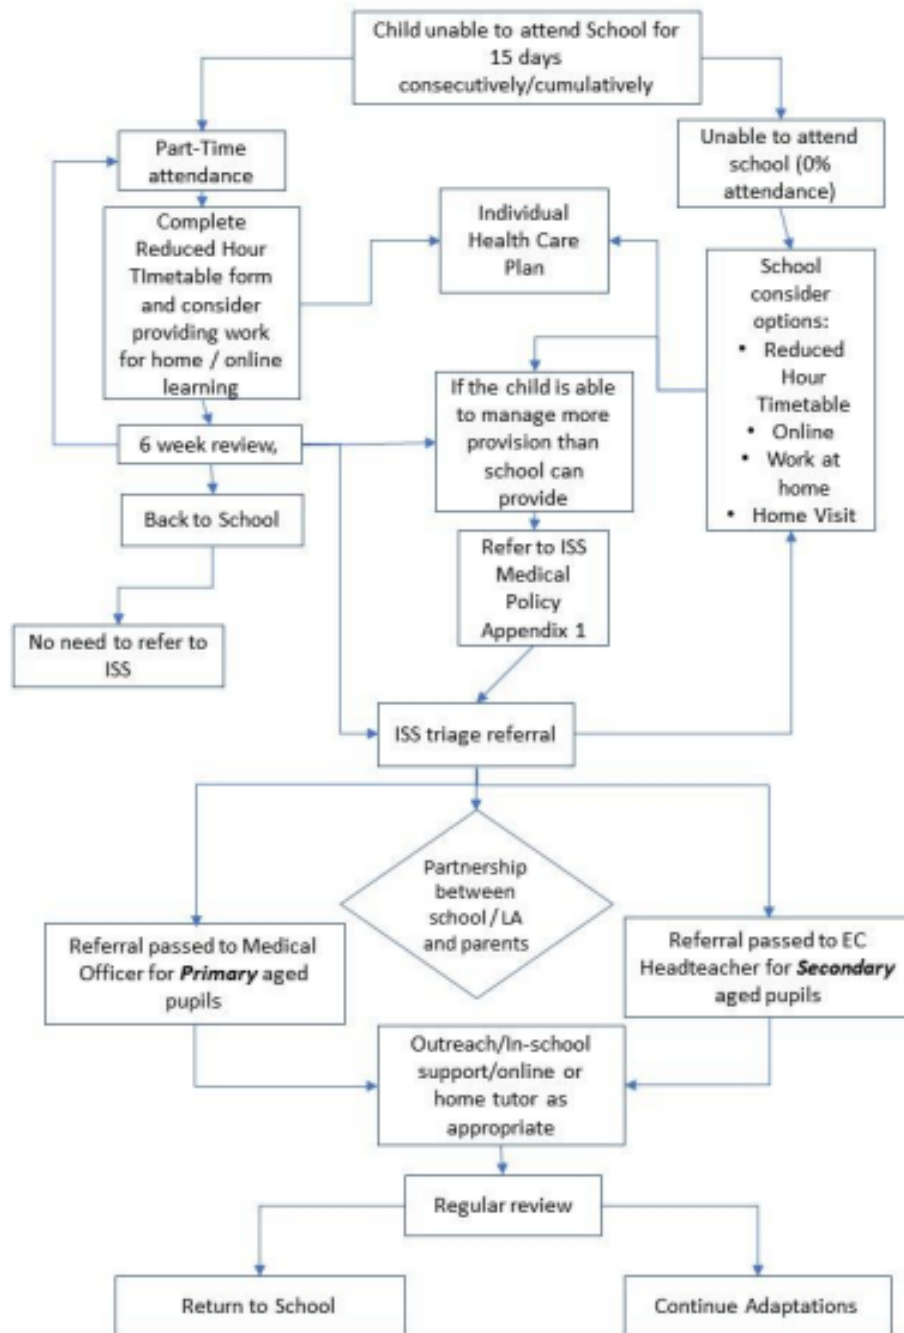 Child unable to attend School for
15 days
consecutively/cumulatively
Part-Time
attendance
Unable to attend
school (0%
attendance)
Complete
Reduced Hour
TImetable form
and consider
providing work
for home / online
learning
Individual
Health Care
Plan
School
consider
options:
• Reduced
Hour
Timetable
• Online
• Work at
home
• Home Visit
If the child is able
to manage more
provision than
school can
provide
6 week review,
Back to School
Refer to ISS
Medical
Policy
Appendix 1
No need to refer to
ISS
ISS triage referral
Partnership
between
school / LA
and parents
Referral passed to Medical
Officer for Primary aged
pupils
Referral passed to EC
Headteacher for Secondary
aged pupils
Outreach/In-school
support/online or
home tutor as
appropriate
Regular review
Return to School
Continue Adaptations